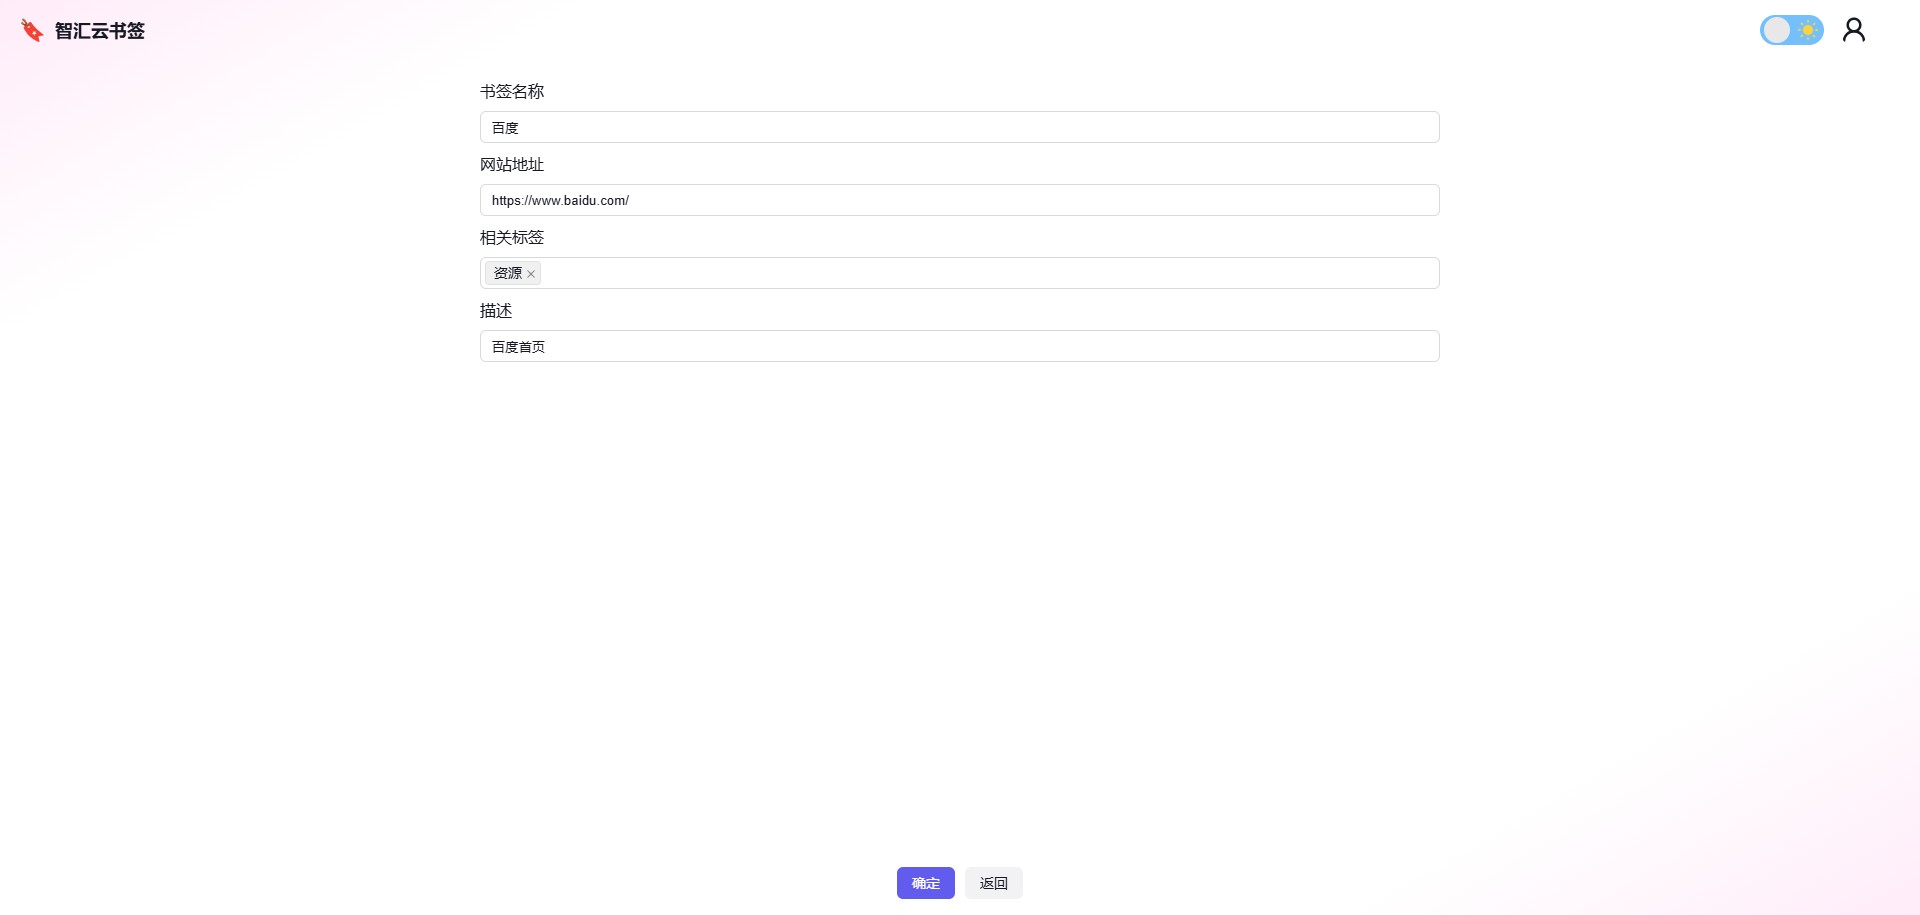 智汇云书签
书签名称
百度
网站地址
https://www.baidu.com/
相关标签
资源 ×
描述
百度首页
确定 返回